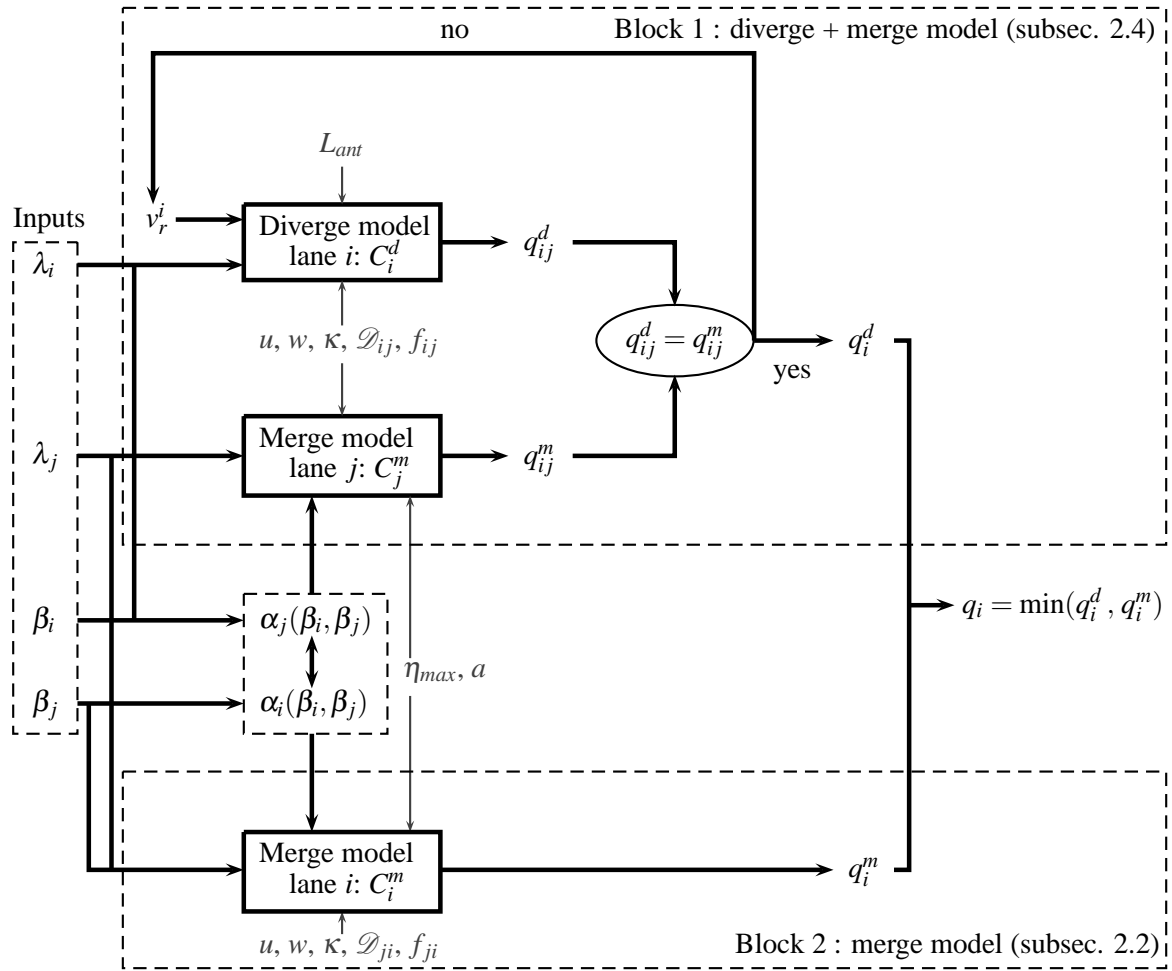 no
Block 1 : diverge + merge model (subsec. 2.4)
L_ant
Inputs
v_r^i
Diverge model
lane i: C_i^d
q_ij^d
λ_i
u, w, κ, 𝒟_ij, f_ij
q_ij^d = q_ij^m
q_i^d
yes
λ_j
Merge model
lane j: C_j^m
q_ij^m
β_i
α_j(β_i, β_j)
q_i = min(q_i^d, q_i^m)
η_max, a
β_j
α_i(β_i, β_j)
Merge model
lane i: C_i^m
q_i^m
u, w, κ, 𝒟_ji, f_ji
Block 2 : merge model (subsec. 2.2)